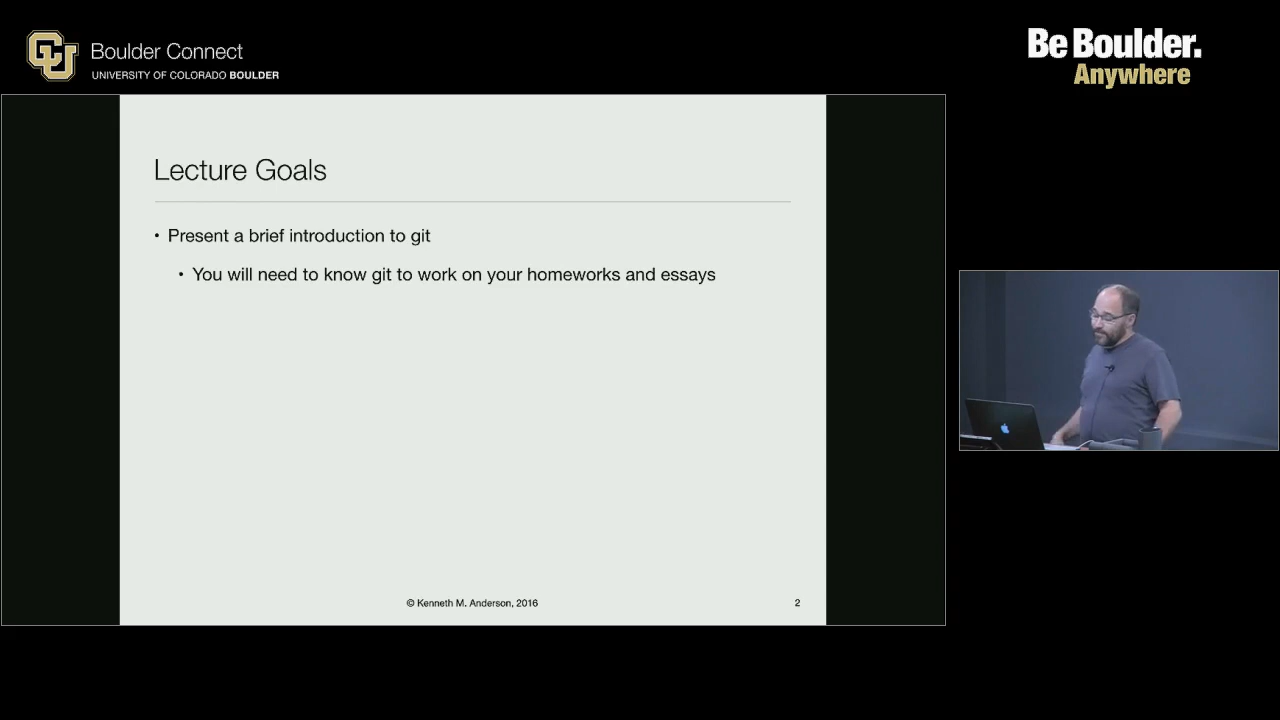 CU
Boulder Connect
UNIVERSITY OF COLORADO BOULDER
Be Boulder.
Anywhere
Lecture Goals
• Present a brief introduction to git
• You will need to know git to work on your homeworks and essays
© Kenneth M. Anderson, 2016
2